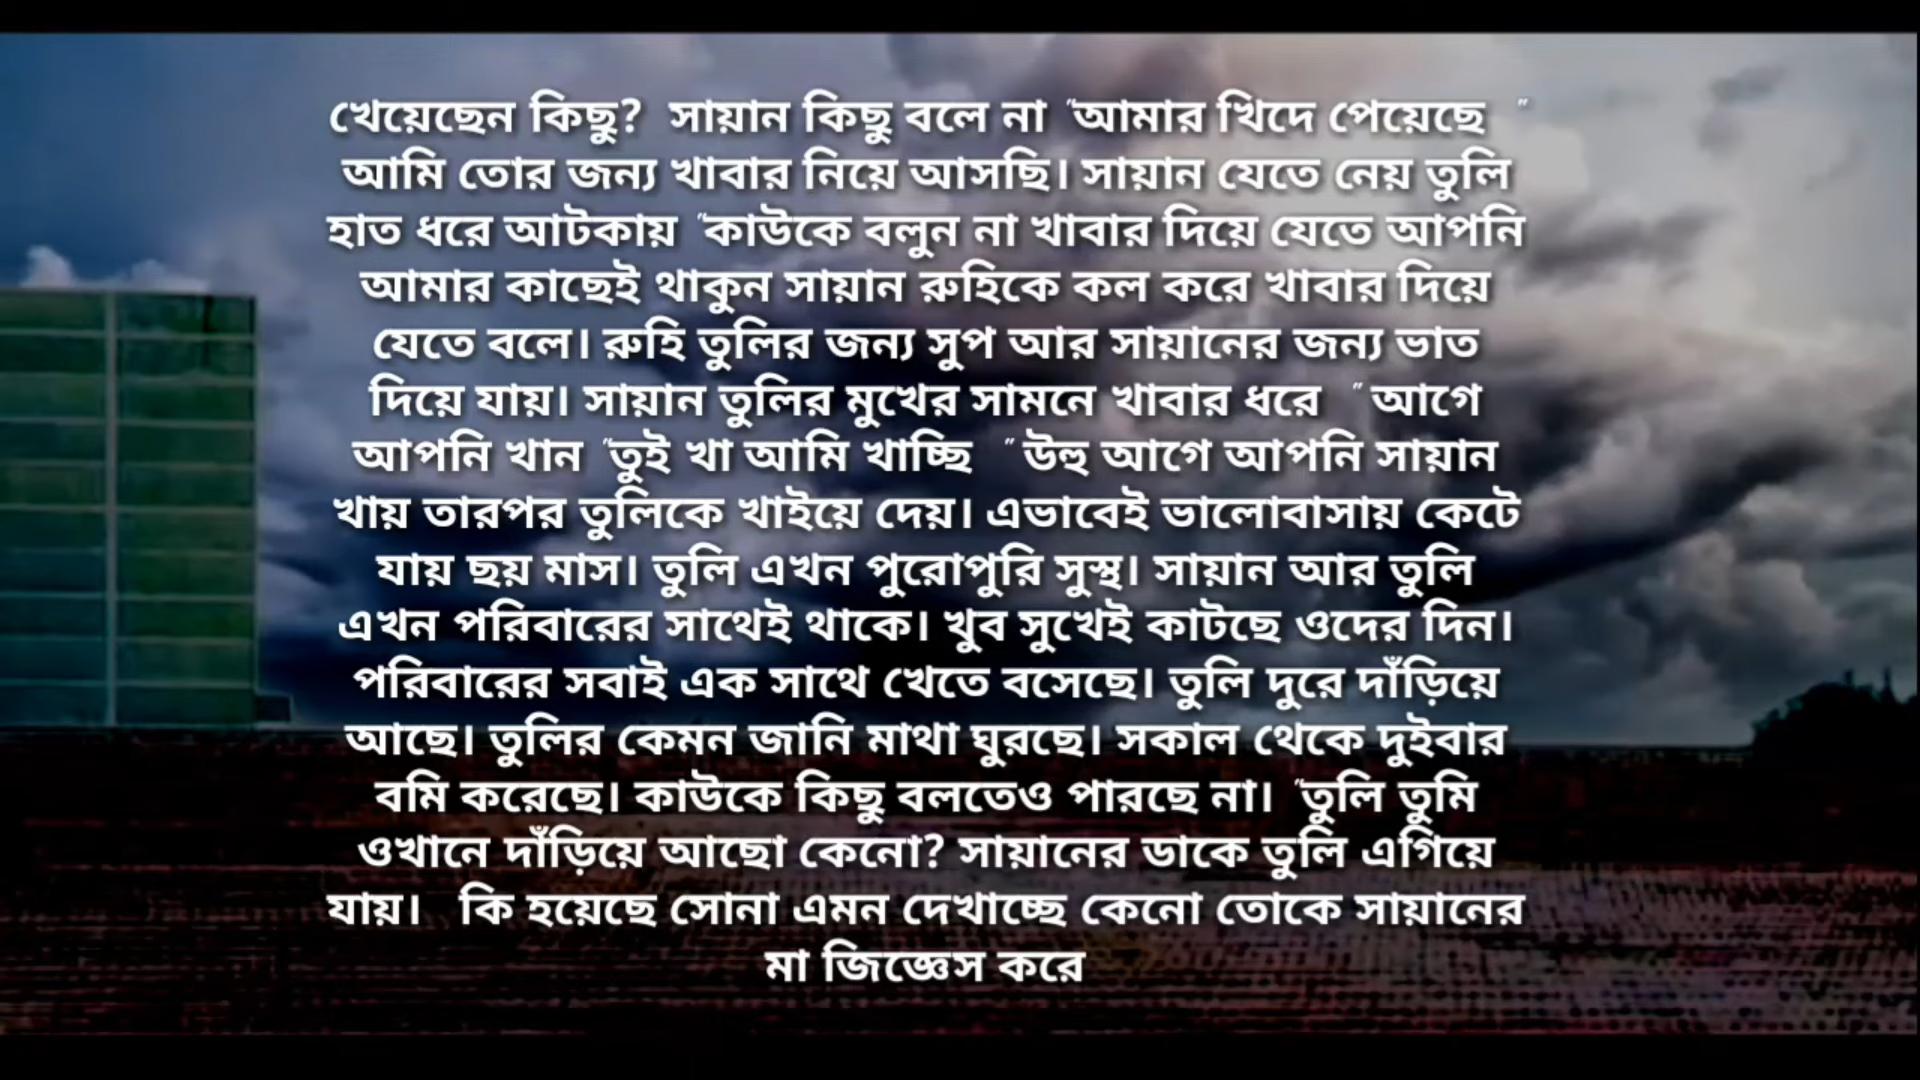 খেয়েছেন কিছু?  সায়ান কিছু বলে না  "আমার খিদে পেয়েছে  "
আমি তোর জন্য খাবার নিয়ে আসছি। সায়ান যেতে নেয় তুলি
হাত ধরে আটকায়  "কাউকে বলুন না খাবার দিয়ে যেতে আপনি
আমার কাছেই থাকুন সায়ান রুহিকে কল করে খাবার দিয়ে
যেতে বলে। রুহি তুলির জন্য সুপ আর সায়ানের জন্য ভাত
দিয়ে যায়। সায়ান তুলির মুখের সামনে খাবার ধরে  " আগে
আপনি খান  "তুই খা আমি খাচ্ছি  " উহু আগে আপনি সায়ান
খায় তারপর তুলিকে খাইয়ে দেয়। এভাবেই ভালোবাসায় কেটে
যায় ছয় মাস। তুলি এখন পুরোপুরি সুস্থ। সায়ান আর তুলি
এখন পরিবারের সাথেই থাকে। খুব সুখেই কাটছে ওদের দিন।
পরিবারের সবাই এক সাথে খেতে বসেছে। তুলি দুরে দাঁড়িয়ে
আছে। তুলির কেমন জানি মাথা ঘুরছে। সকাল থেকে দুইবার
বমি করেছে। কাউকে কিছু বলতেও পারছে না।  "তুলি তুমি
ওখানে দাঁড়িয়ে আছো কেনো? সায়ানের ডাকে তুলি এগিয়ে
যায়।   কি হয়েছে সোনা এমন দেখাচ্ছে কেনো তোকে সায়ানের
মা জিজ্ঞেস করে